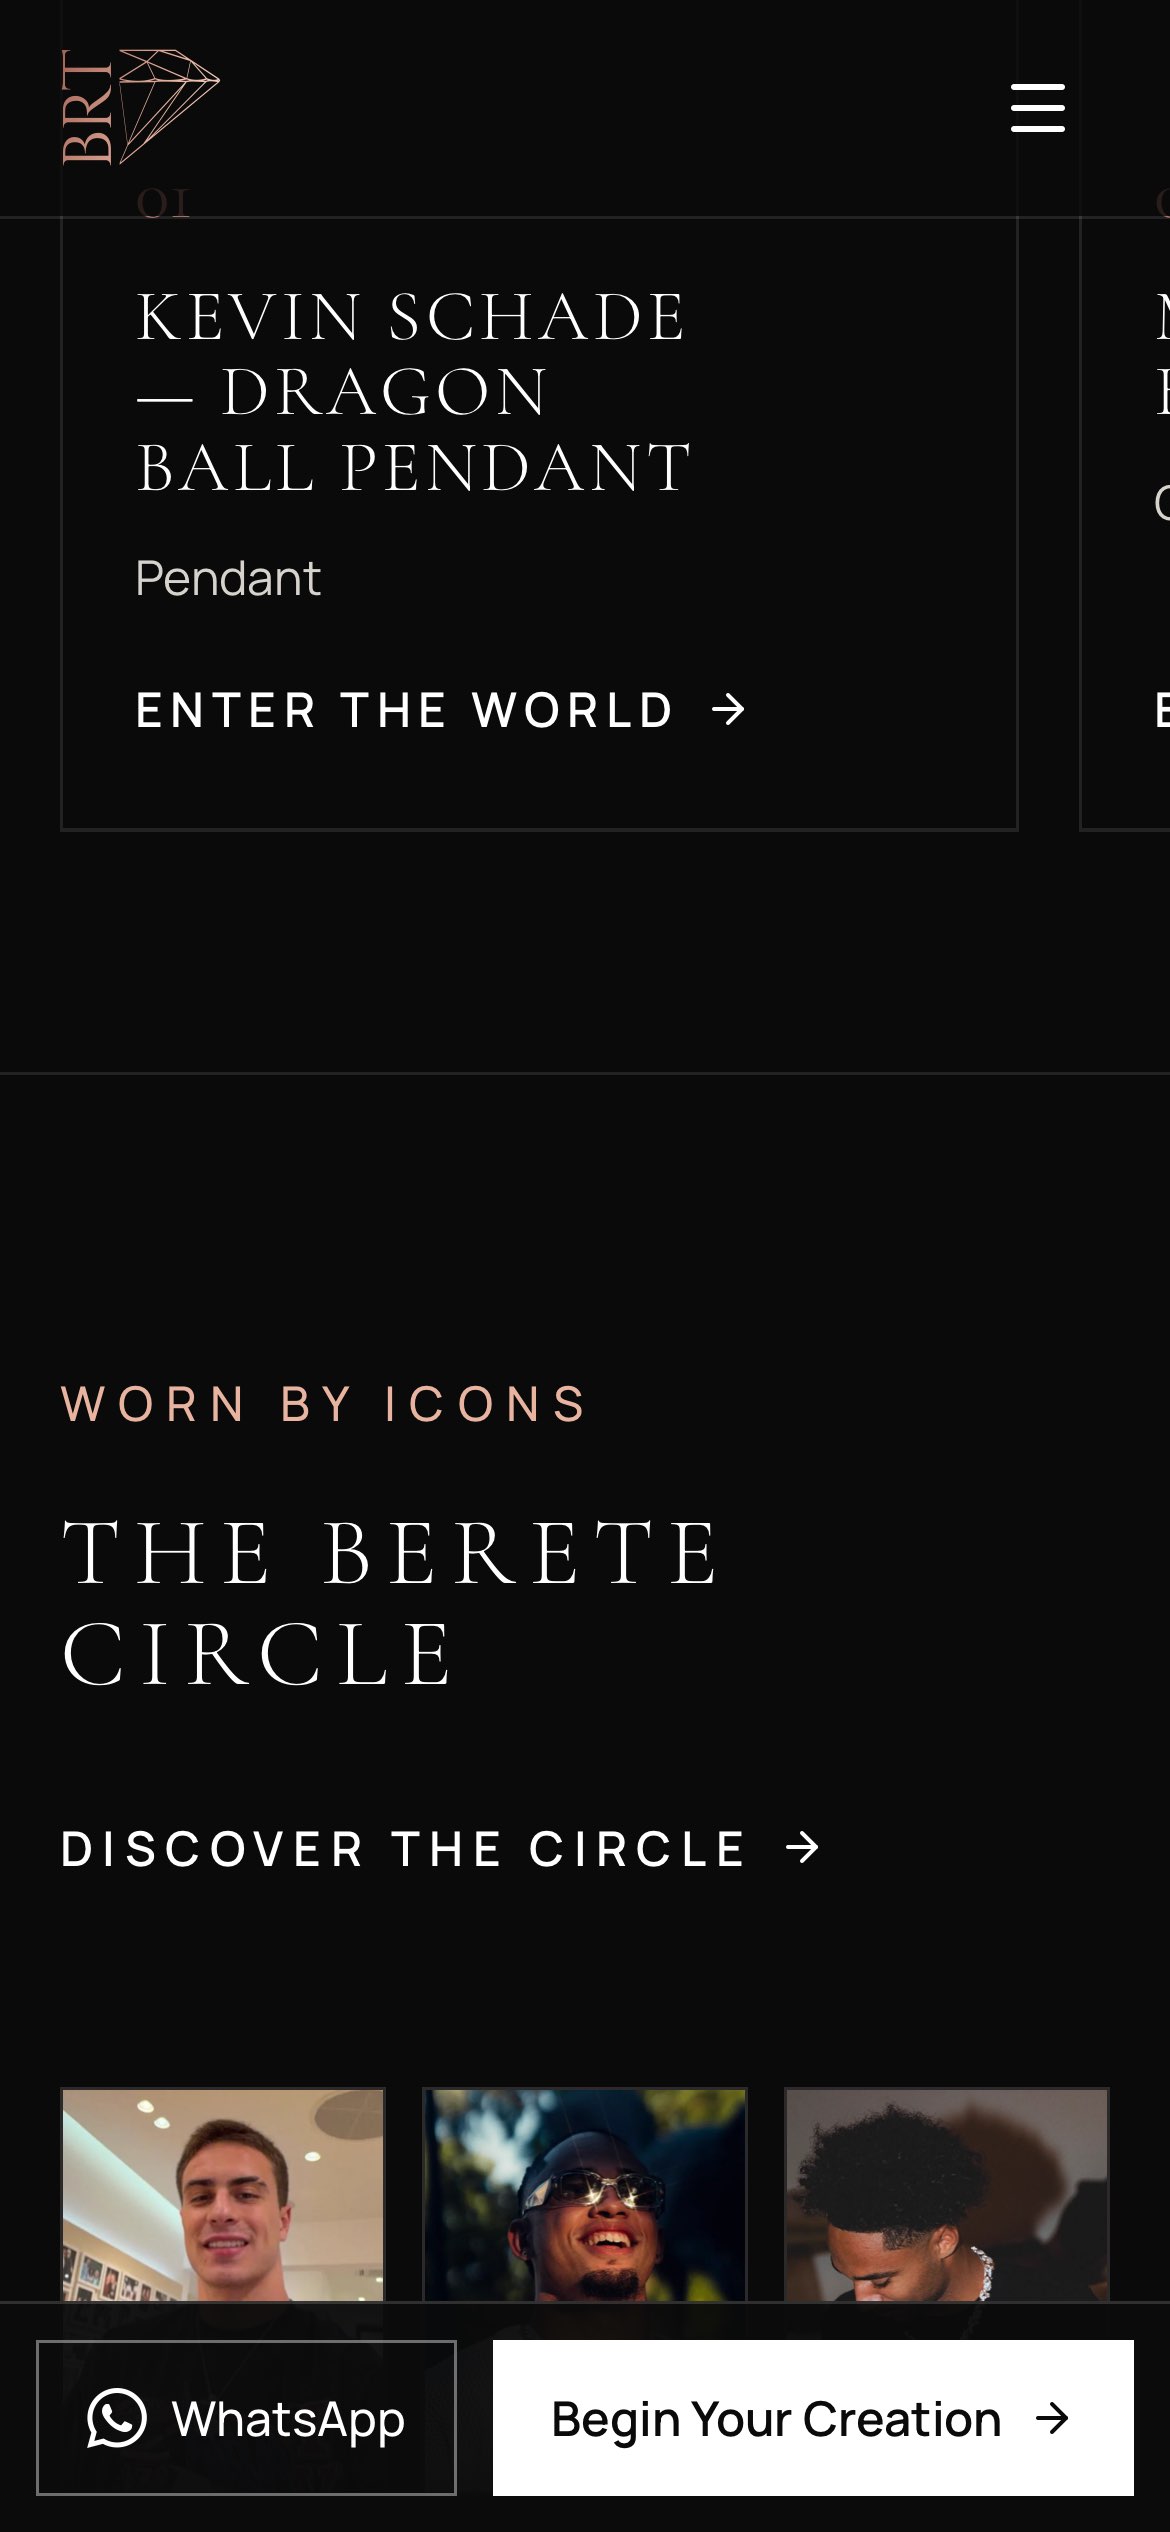 BRT
01
KEVIN SCHADE
— DRAGON
BALL PENDANT
Pendant
ENTER THE WORLD →
WORN BY ICONS
THE BERETE
CIRCLE
DISCOVER THE CIRCLE →
WhatsApp
Begin Your Creation →